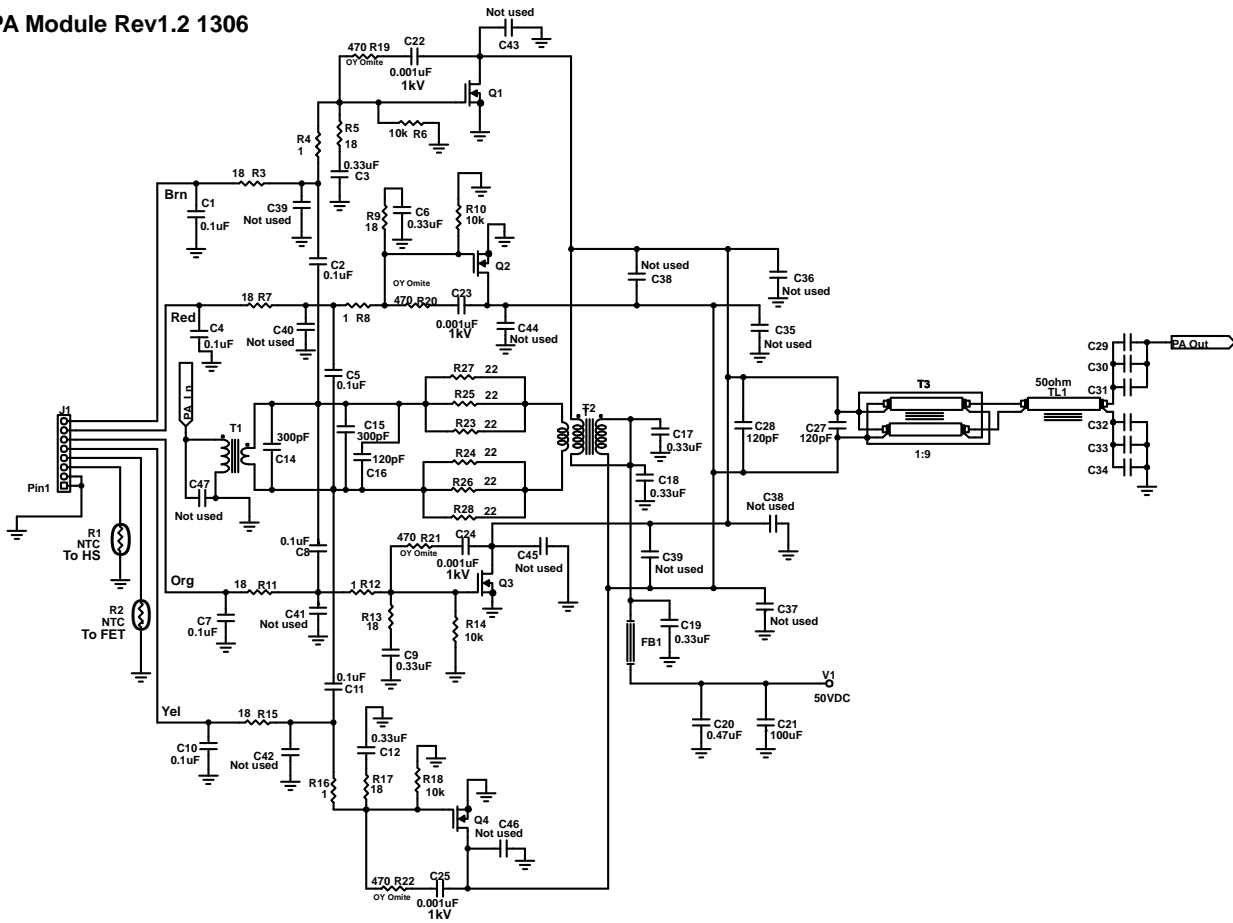 PA Module Rev1.2 1306
Not used
C43
470 R19
OY Omite
C22
0.001uF
1kV
Q1
R4
1
R5
18
10k R6
0.33uF
C3
18 R3
Brn
C1
0.1uF
C39
Not used
R9
18
C6
0.33uF
R10
10k
Q2
C2
0.1uF
Not used
C38
C36
Not used
OY Omite
470 R20
C23
0.001uF
1kV
18 R7
Red
C4
0.1uF
C40
Not used
1 R8
C44
Not used
C35
Not used
C5
0.1uF
PA In
J1
Pin1
T1
300pF
C14
C15
300pF
120pF
C16
R27 22
R25 22
R23 22
R24 22
R26 22
R28 22
T2
C17
0.33uF
C18
0.33uF
C28
120pF
C27
120pF
T3
1:9
50ohm
TL1
C29
C30
C31
C32
C33
C34
PA Out
C47
Not used
C38
Not used
R1
NTC
To HS
R2
NTC
To FET
0.1uF
C8
470 R21
OY Omite
C24
0.001uF
1kV
C45
Not used
Q3
C39
Not used
Org
18 R11
C7
0.1uF
C41
Not used
1 R12
R13
18
R14
10k
C9
0.33uF
C37
Not used
C19
0.33uF
FB1
V1
50VDC
C20
0.47uF
C21
100uF
0.1uF
C11
Yel
18 R15
C10
0.1uF
C42
Not used
0.33uF
C12
R16
1
R17
18
R18
10k
Q4
C46
Not used
470 R22
OY Omite
C25
0.001uF
1kV